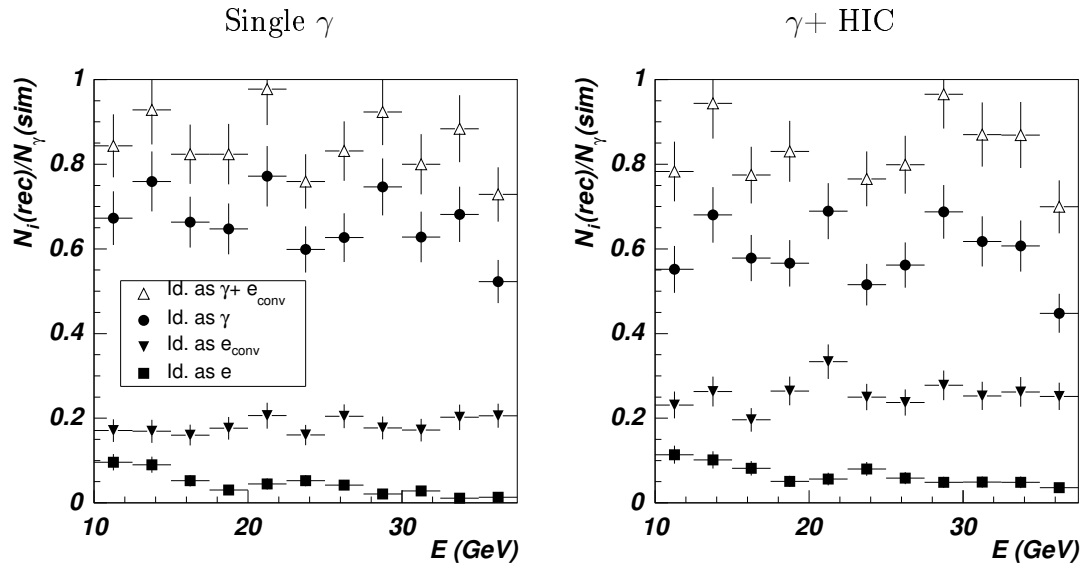 Single γ
N_i(rec)/N_γ(sim)
1
0.8
0.6
0.4
0.2
0
Id. as γ+ e_conv
Id. as γ
Id. as e_conv
Id. as e
10 20 30
E (GeV)
γ+ HIC
N_i(rec)/N_γ(sim)
1
0.8
0.6
0.4
0.2
0
10 20 30
E (GeV)